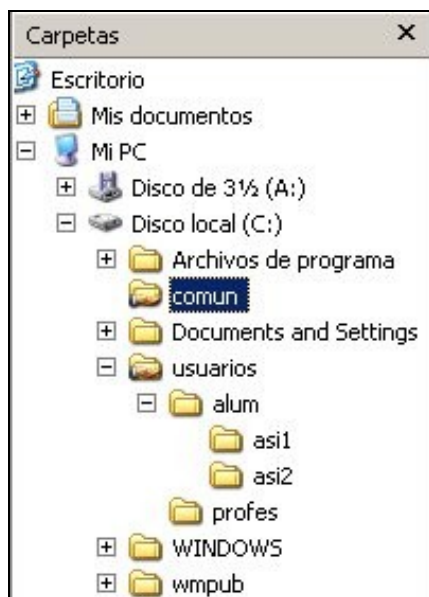 Carpetas
Escritorio
Mis documentos
Mi PC
Disco de 3½ (A:)
Disco local (C:)
Archivos de programa
comun
Documents and Settings
usuarios
alum
asi1
asi2
profes
WINDOWS
wmpub